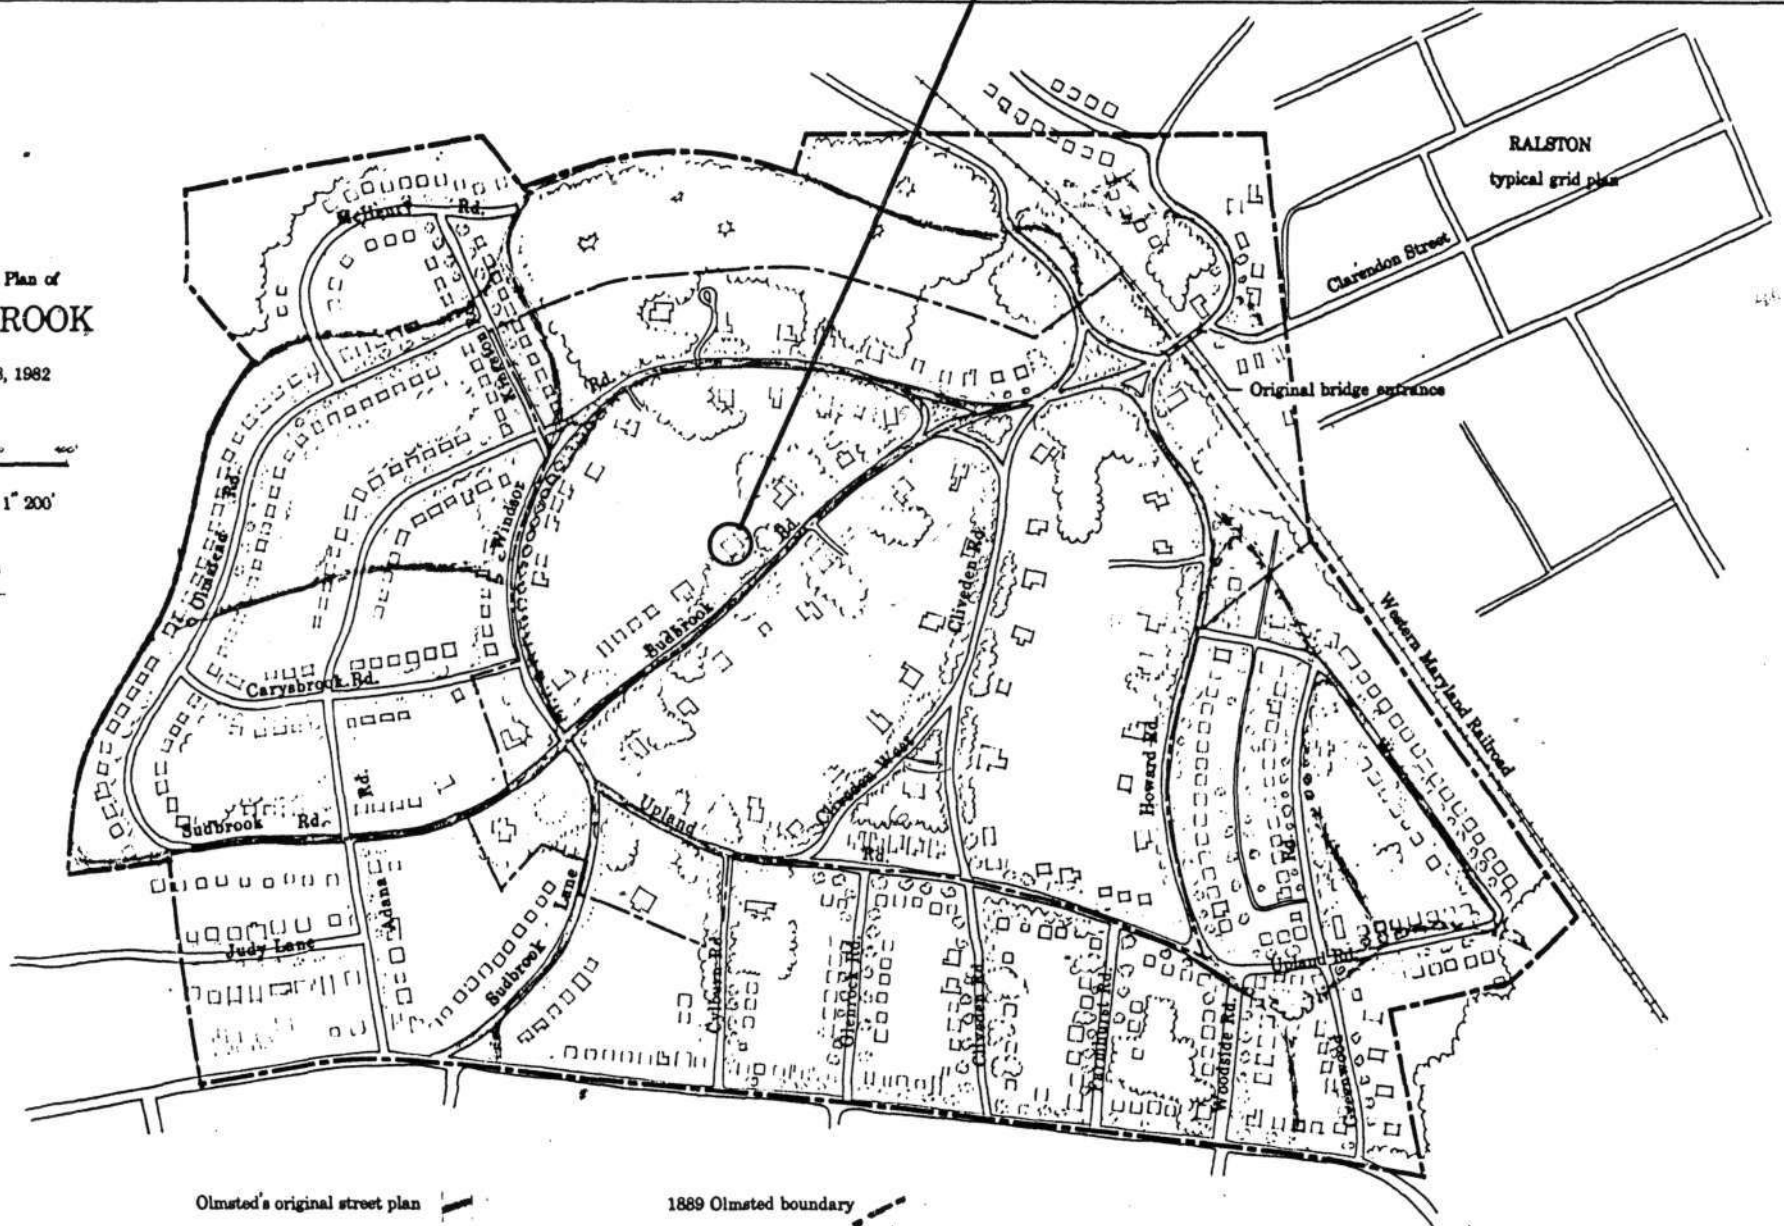 Plan of
ROOK
, 1982
1" 200'
RALSTON
typical grid plan
Clarendon Street
Original bridge entrance
Western Maryland Railroad
McHenry Rd.
Rd.
Windsor
Olmstead Rd.
Carysbrook Rd.
Sudbrook Rd.
Sudbrook Rd.
Rd.
Adana
Judy Lane
Sudbrook Lane
Upland Rd.
Cliveden Rd.
Cliveden West
Howard Rd.
Rd.
Upland Rd.
Cylburn Rd.
Glenrock Rd.
Cliveden Rd.
Farmhurst Rd.
Woodside Rd.
Greenwood
Olmsted's original street plan
1889 Olmsted boundary